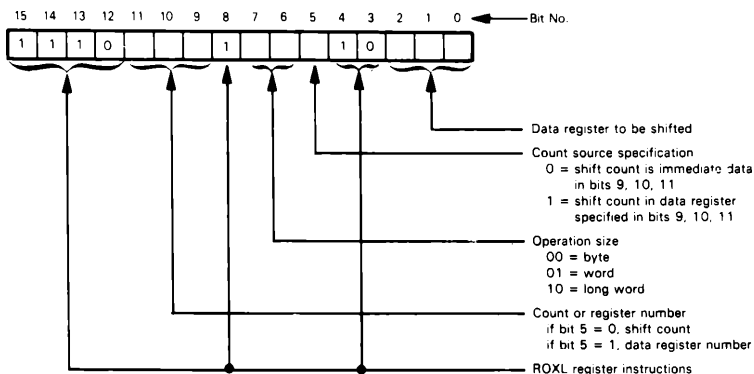 15 14 13 12 11 10 9 8 7 6 5 4 3 2 1 0 Bit No.
1 1 1 0 1 1 0
Data register to be shifted
Count source specification
0 = shift count is immediate data
in bits 9, 10, 11
1 = shift count in data register
specified in bits 9, 10, 11
Operation size
00 = byte
01 = word
10 = long word
Count or register number
if bit 5 = 0, shift count
if bit 5 = 1, data register number
ROXL register instructions